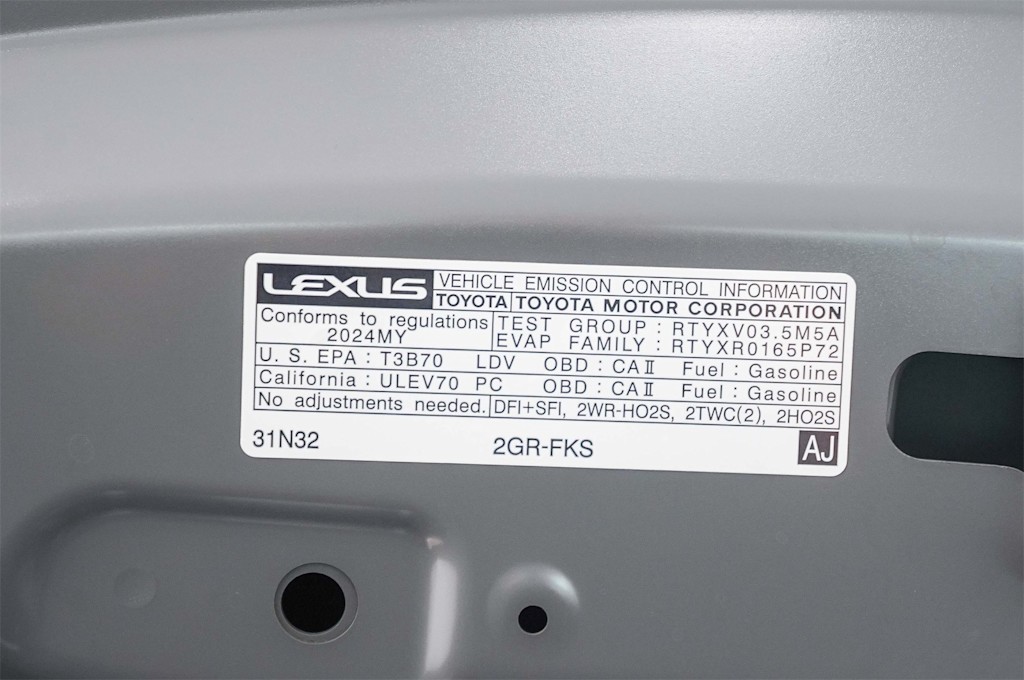 LEXUS VEHICLE EMISSION CONTROL INFORMATION
TOYOTA TOYOTA MOTOR CORPORATION
Conforms to regulations TEST GROUP : RTYXV03.5M5A
2024MY EVAP FAMILY : RTYXR0165P72
U. S. EPA : T3B70 LDV OBD : CAⅡ Fuel : Gasoline
California : ULEV70 PC OBD : CAⅡ Fuel : Gasoline
No adjustments needed. DFI+SFI, 2WR-HO2S, 2TWC(2), 2HO2S
31N32 2GR-FKS AJ